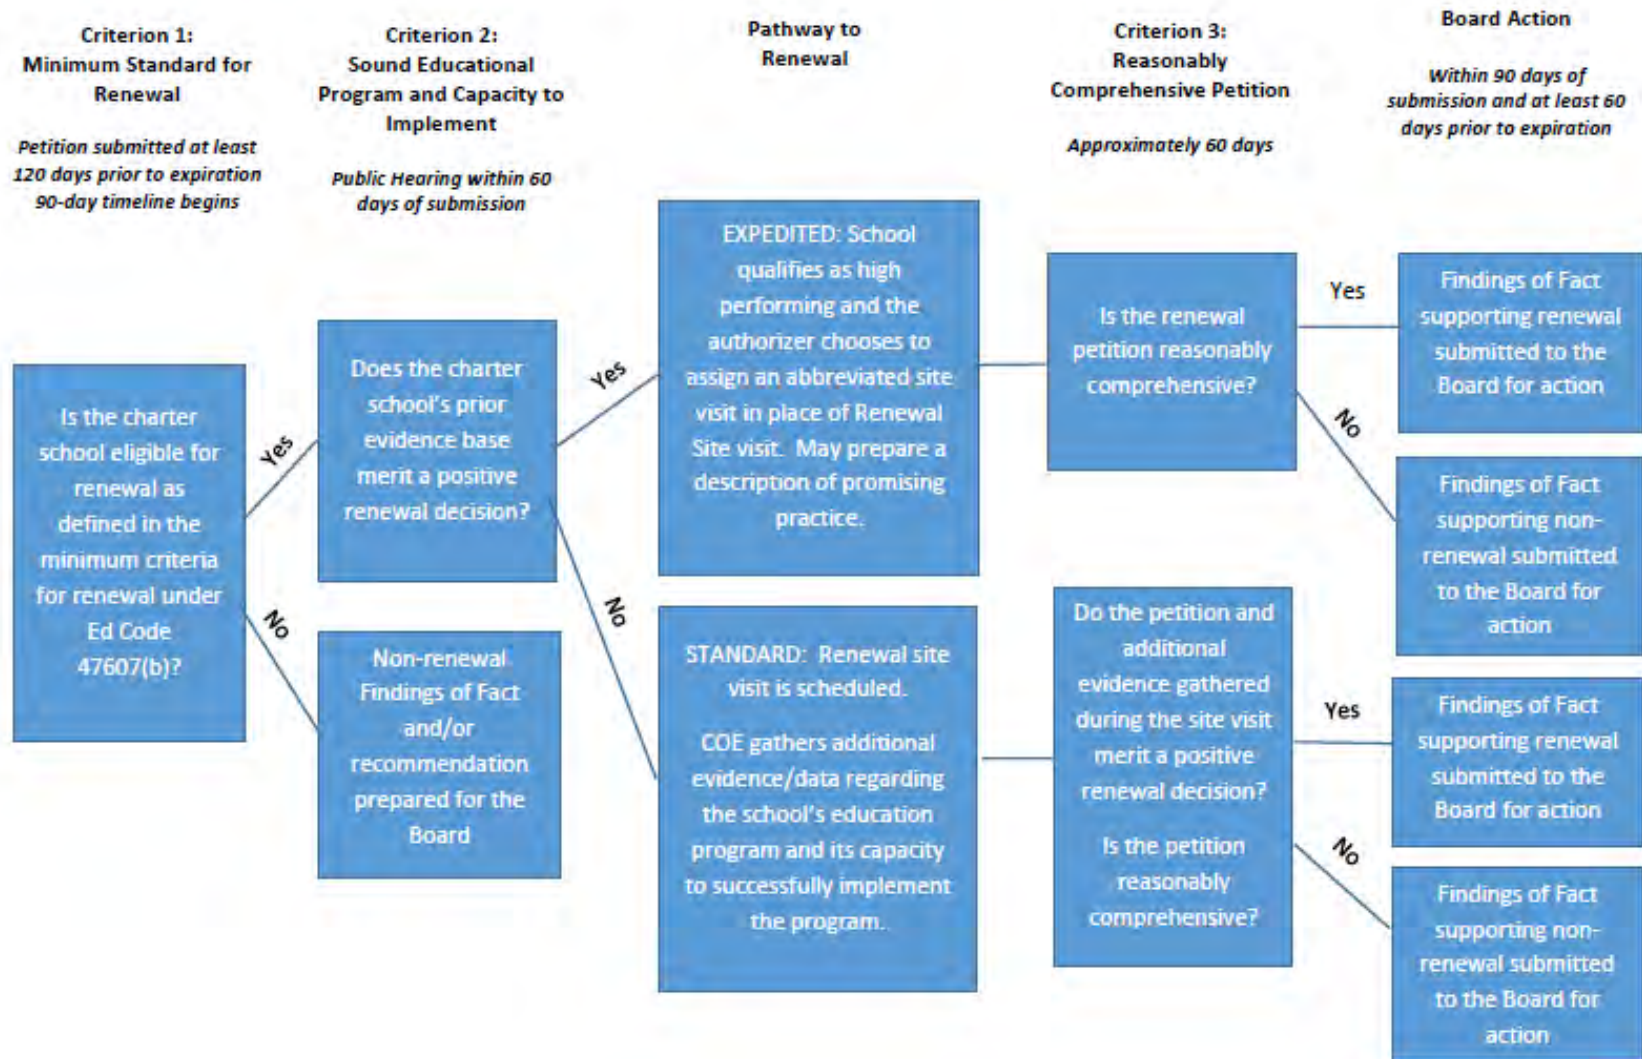 Criterion 1:
Minimum Standard for
Renewal
Petition submitted at least
120 days prior to expiration
90-day timeline begins
Is the charter
school eligible for
renewal as
defined in the
minimum criteria
for renewal under
Ed Code
47607(b)?
Yes
No
Criterion 2:
Sound Educational
Program and Capacity to
Implement
Public Hearing within 60
days of submission
Does the charter
school's prior
evidence base
merit a positive
renewal decision?
Non-renewal
Findings of Fact
and/or
recommendation
prepared for the
Board
Yes
No
Pathway to
Renewal
EXPEDITED: School
qualifies as high
performing and the
authorizer chooses to
assign an abbreviated site
visit in place of Renewal
Site visit. May prepare a
description of promising
practice.
STANDARD: Renewal site
visit is scheduled.
COE gathers additional
evidence/data regarding
the school's education
program and its capacity
to successfully implement
the program.
Criterion 3:
Reasonably
Comprehensive Petition
Approximately 60 days
Is the renewal
petition reasonably
comprehensive?
Yes
No
Do the petition and
additional
evidence gathered
during the site visit
merit a positive
renewal decision?
Is the petition
reasonably
comprehensive?
Yes
No
Board Action
Within 90 days of
submission and at least 60
days prior to expiration
Findings of Fact
supporting renewal
submitted to the
Board for action
Findings of Fact
supporting non-
renewal submitted
to the Board for
action
Findings of Fact
supporting renewal
submitted to the
Board for action
Findings of Fact
supporting non-
renewal submitted
to the Board for
action